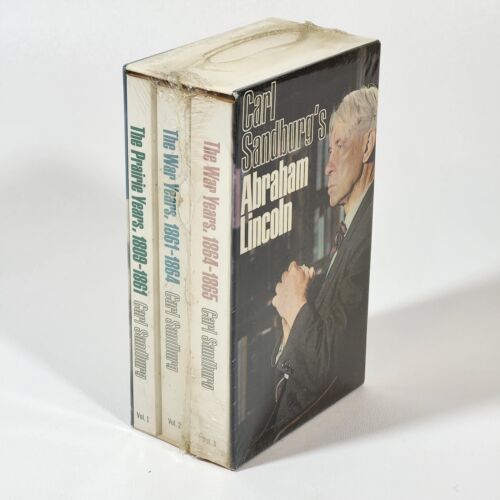 The Prairie Years, 1809-1861 Carl Sandburg
Vol. 1
The War Years, 1861-1864 Carl Sandburg
Vol. 2
The War Years, 1864-1865 Carl Sandburg
Vol. 3
Carl
Sandburg's
Abraham
Lincoln